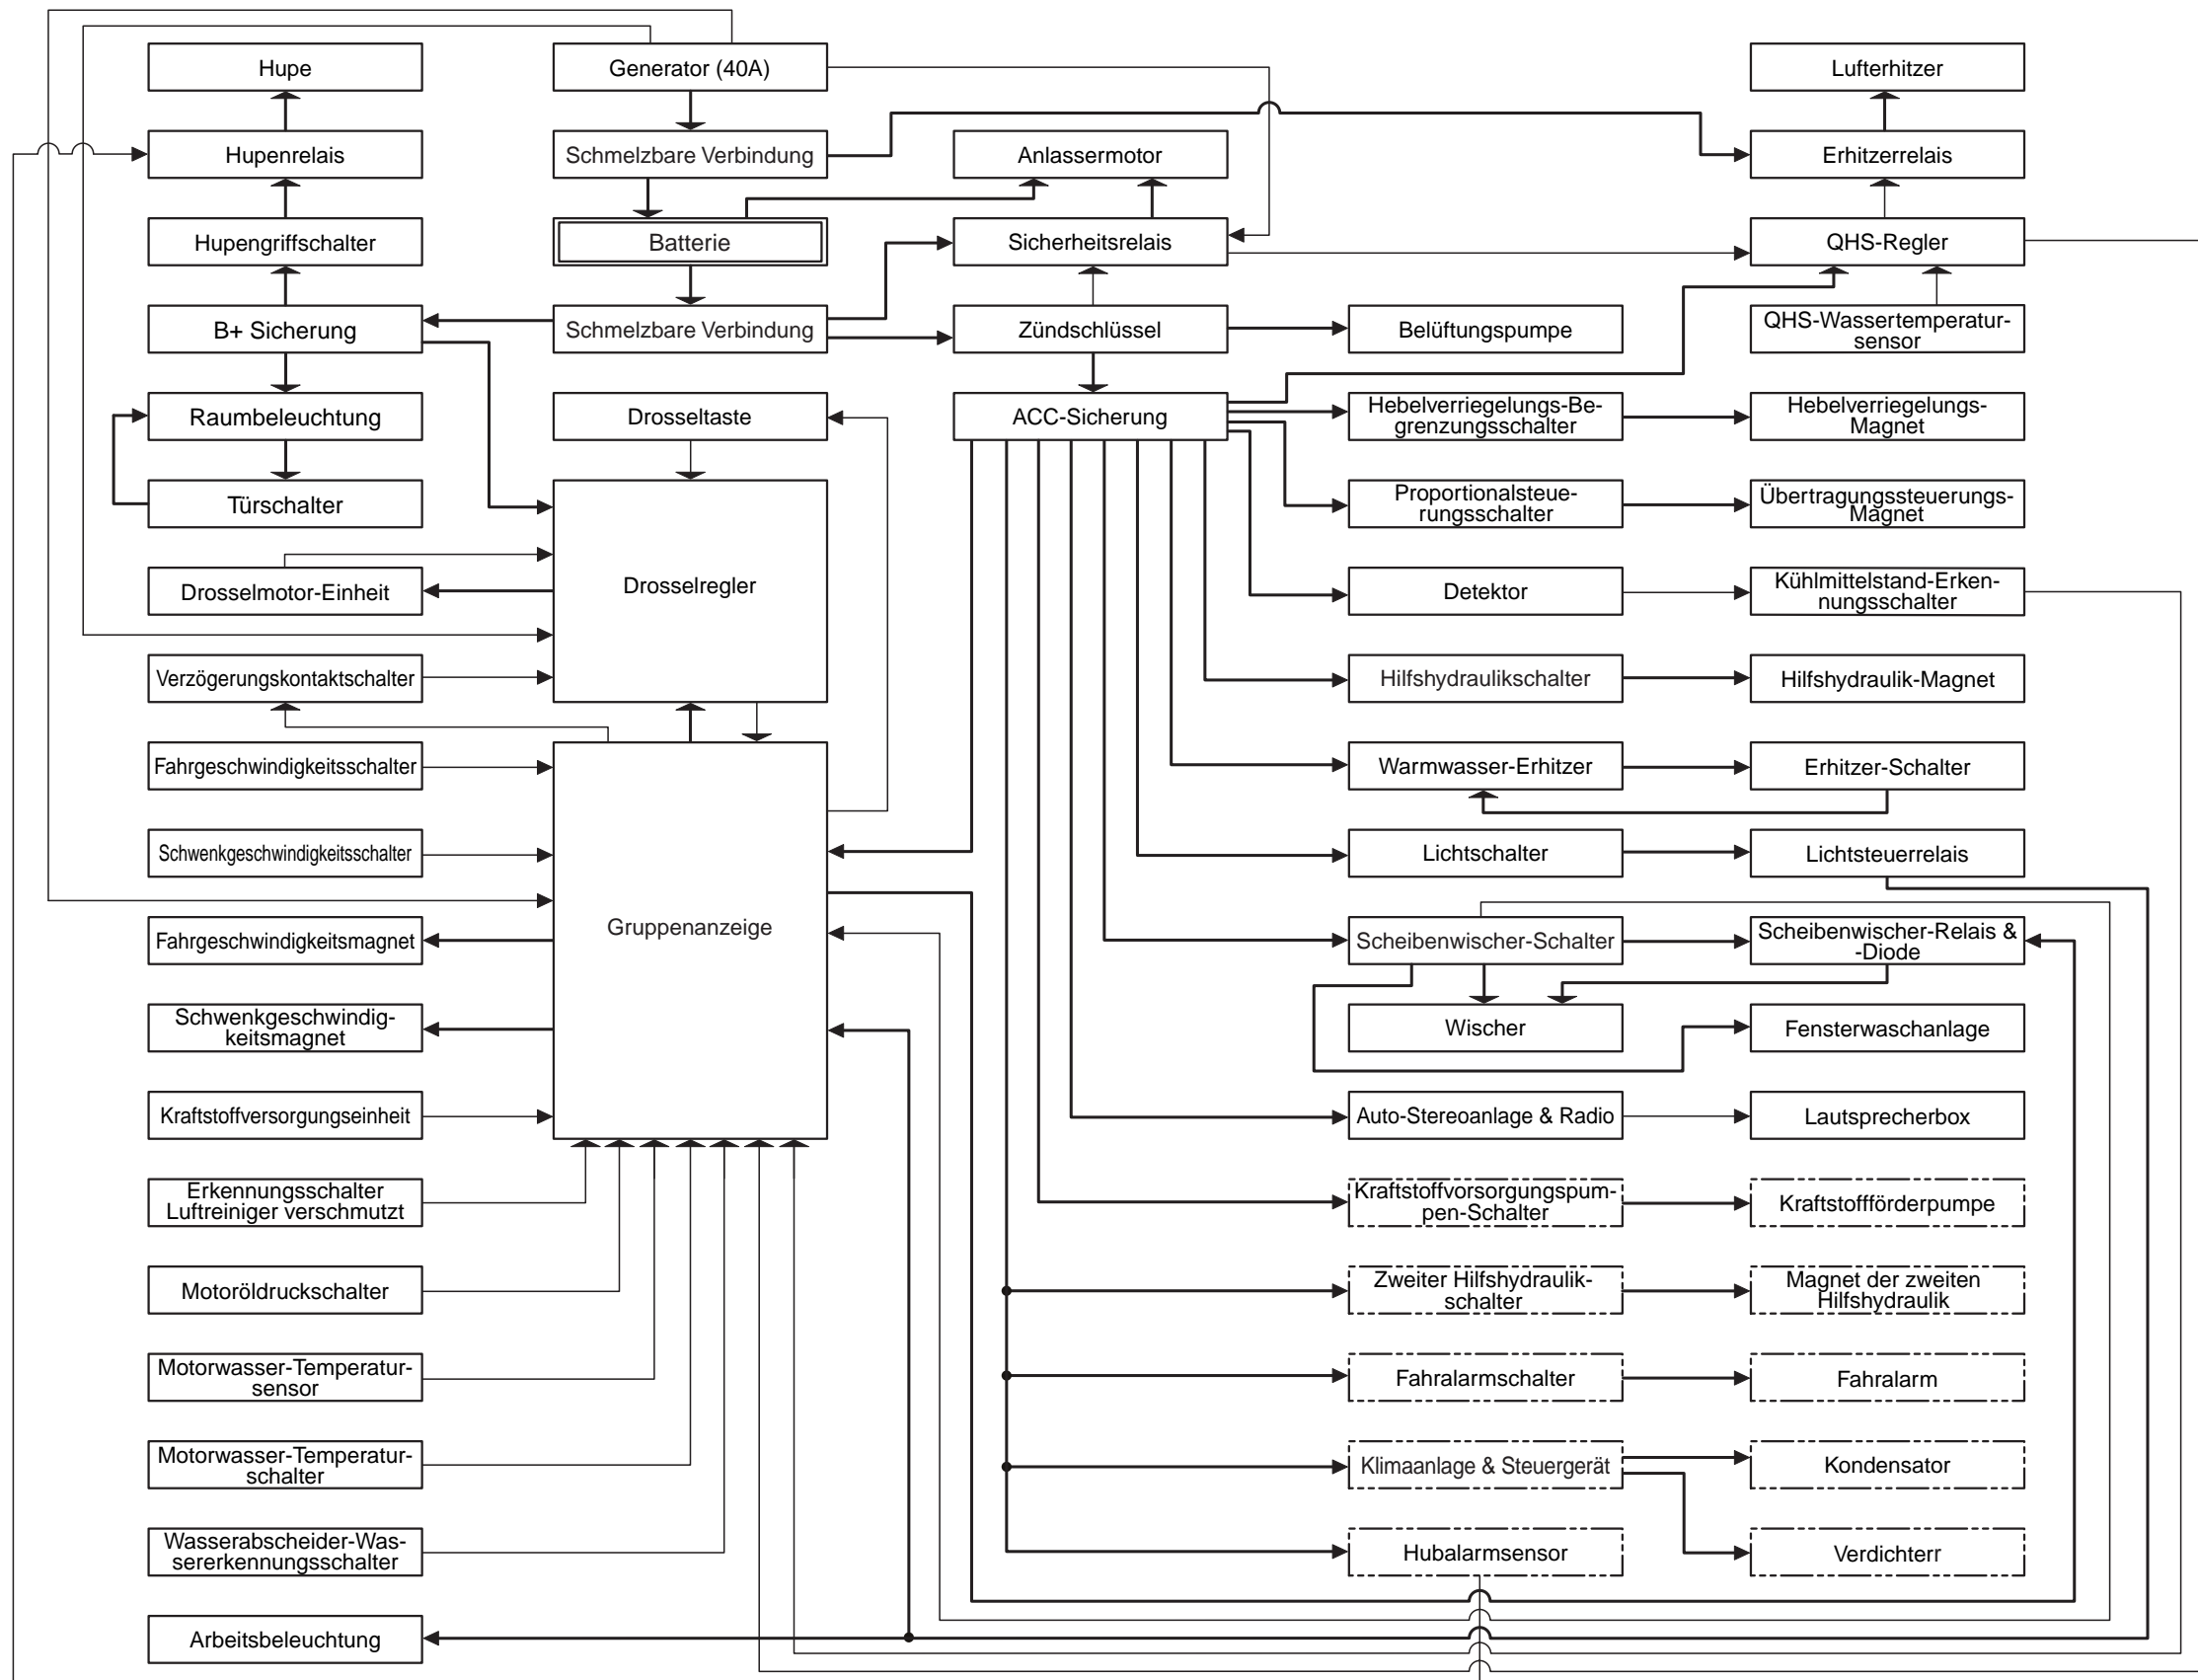 Hupe
Generator (40A)
Lufterhitzer
Hupenrelais
Schmelzbare Verbindung
Anlassermotor
Erhitzerrelais
Hupengriffschalter
Batterie
Sicherheitsrelais
QHS-Regler
B+ Sicherung
Schmelzbare Verbindung
Zündschlüssel
Belüftungspumpe
QHS-Wassertemperatur-
sensor
Raumbeleuchtung
Drosseltaste
ACC-Sicherung
Hebelverriegelungs-Be-
grenzungsschalter
Hebelverriegelungs-
Magnet
Türschalter
Drosselregler
Proportionalsteue-
rungsschalter
Übertragungssteuerungs-
Magnet
Drosselmotor-Einheit
Detektor
Kühlmittelstand-Erken-
nungsschalter
Verzögerungskontaktschalter
Hilfshydraulikschalter
Hilfshydraulik-Magnet
Fahrgeschwindigkeitsschalter
Warmwasser-Erhitzer
Erhitzer-Schalter
Schwenkgeschwindigkeitsschalter
Lichtschalter
Lichtsteuerrelais
Fahrgeschwindigkeitsmagnet
Gruppenanzeige
Scheibenwischer-Schalter
Scheibenwischer-Relais &
-Diode
Schwenkgeschwindig-
keitsmagnet
Wischer
Fensterwaschanlage
Kraftstoffversorgungseinheit
Auto-Stereoanlage & Radio
Lautsprecherbox
Erkennungsschalter
Luftreiniger verschmutzt
Kraftstoffvorsorgungspum-
pen-Schalter
Kraftstoffförderpumpe
Motoröldruckschalter
Zweiter Hilfshydraulik-
schalter
Magnet der zweiten
Hilfshydraulik
Motorwasser-Temperatur-
sensor
Fahralarmschalter
Fahralarm
Motorwasser-Temperatur-
schalter
Klimaanlage & Steuergerät
Kondensator
Wasserabscheider-Was-
sererkennungsschalter
Hubalarmsensor
Verdichterr
Arbeitsbeleuchtung